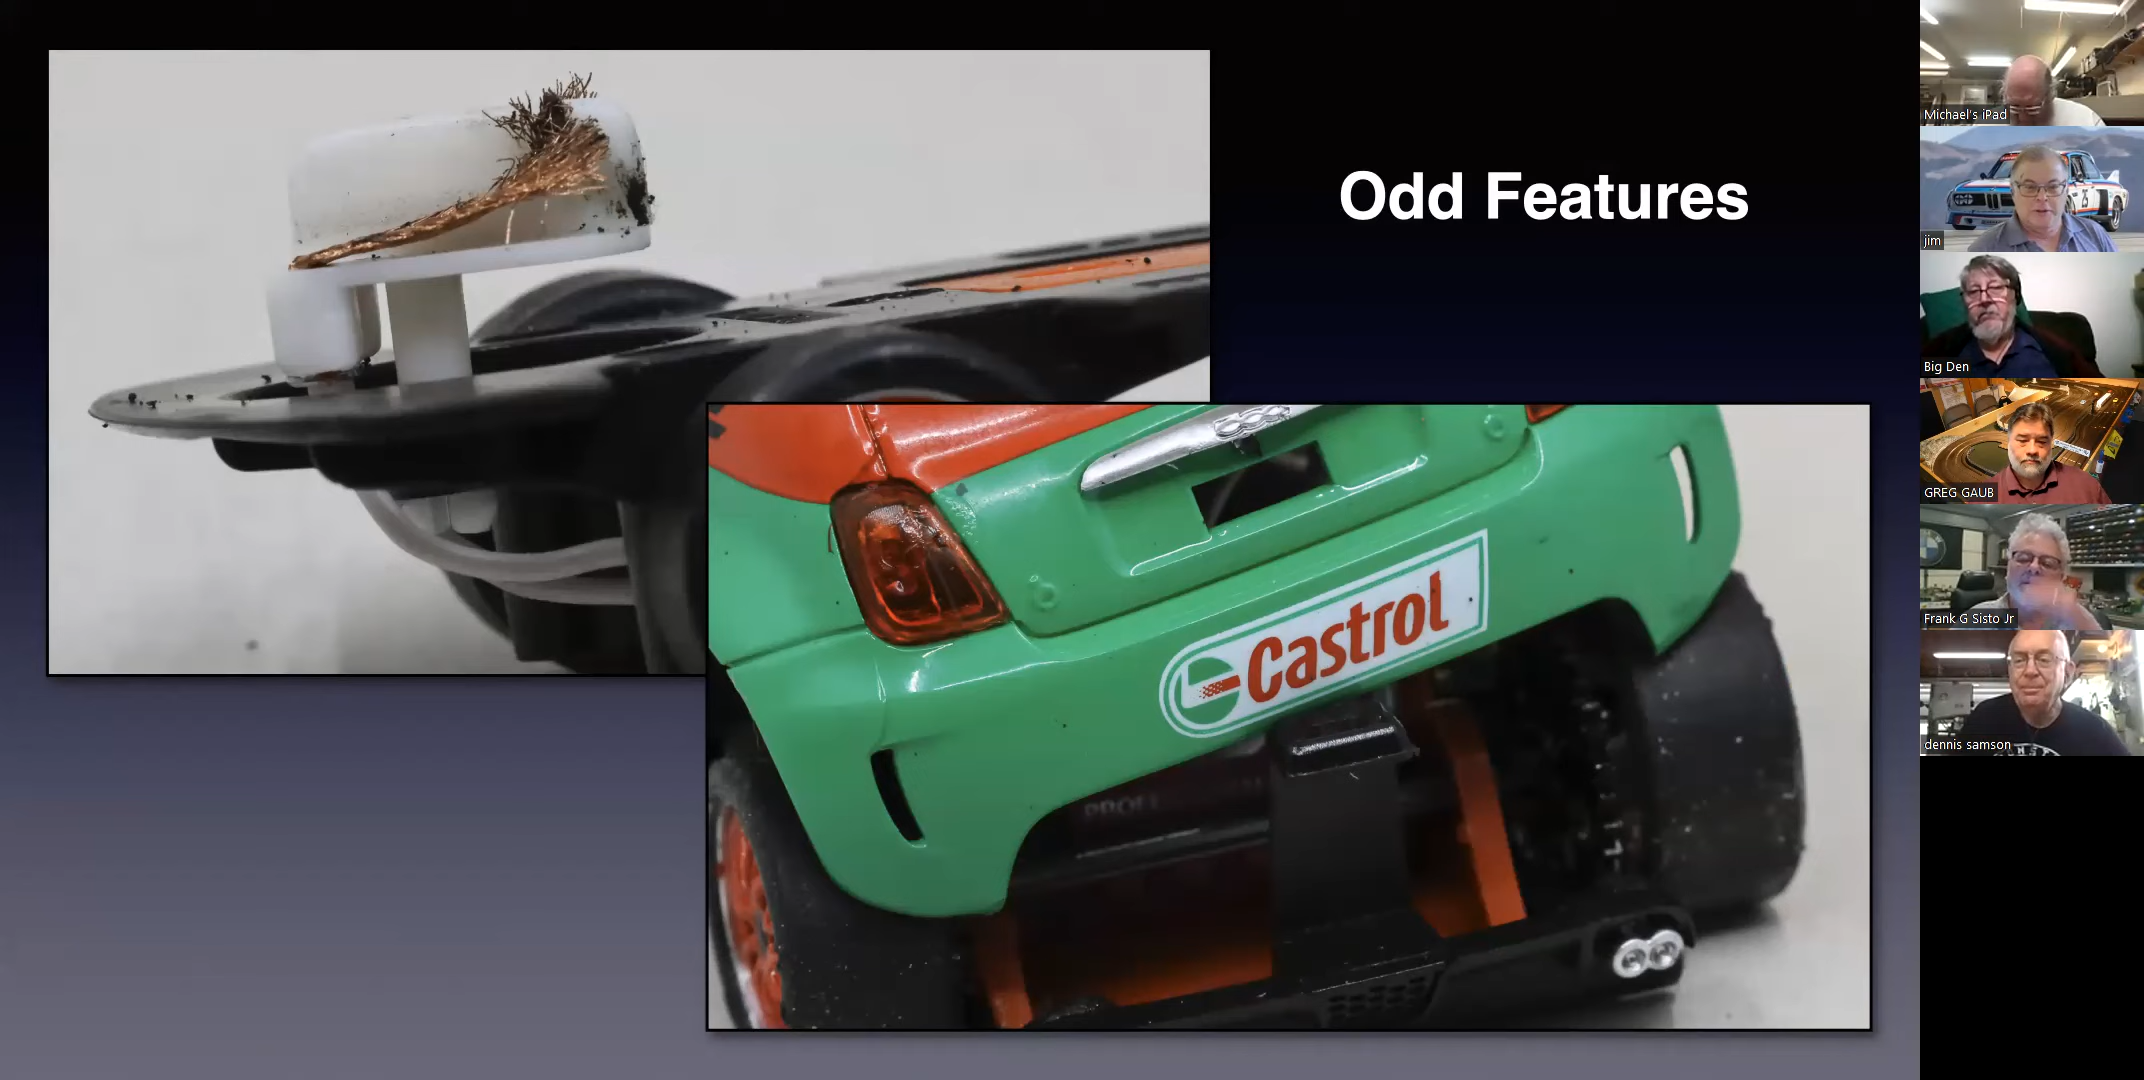 Odd Features
Castrol
Michael's iPad
jim
Big Den
GREG GAUB
Frank G Sisto Jr
dennis samson